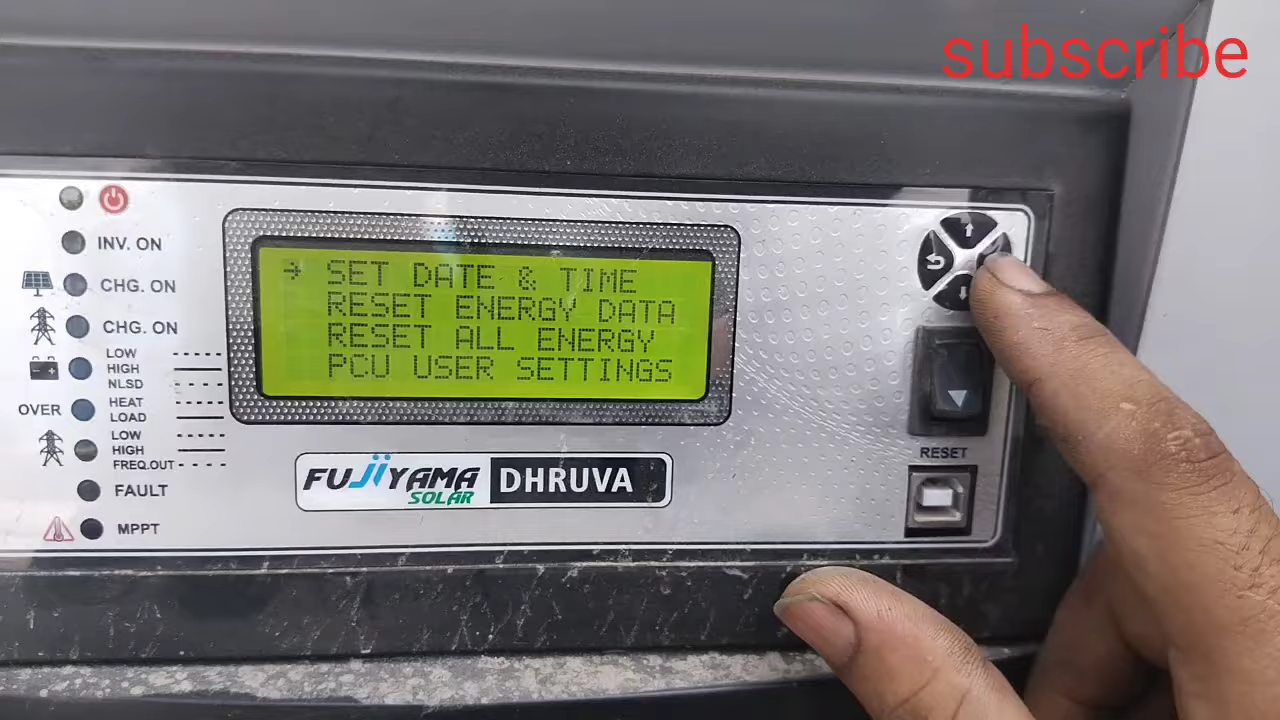 subscribe
INV. ON
CHG. ON
CHG. ON
LOW
HIGH
NLSD
OVER
HEAT
LOAD
LOW
HIGH
FREQ.OUT
FAULT
MPPT
SET DATE & TIME
RESET ENERGY DATA
RESET ALL ENERGY
PCU USER SETTINGS
FUJIYAMA
SOLAR
DHRUVA
RESET